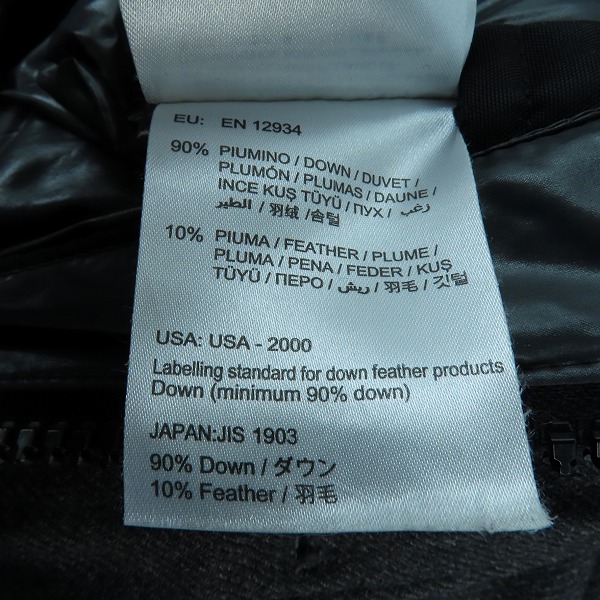 EU: EN 12934
90% PIUMINO / DOWN / DUVET /
PLUMÓN / PLUMAS / DAUNE /
INCE KUŞ TÜYÜ / ПУХ / زغب /
الطير / 羽绒 / 솜털
10% PIUMA / FEATHER / PLUME /
PLUMA / PENA / FEDER / KUŞ
TÜYÜ / ПЕРО / ريش / 羽毛 / 깃털
USA: USA - 2000
Labelling standard for down feather products
Down (minimum 90% down)
JAPAN:JIS 1903
90% Down / ダウン
10% Feather / 羽毛